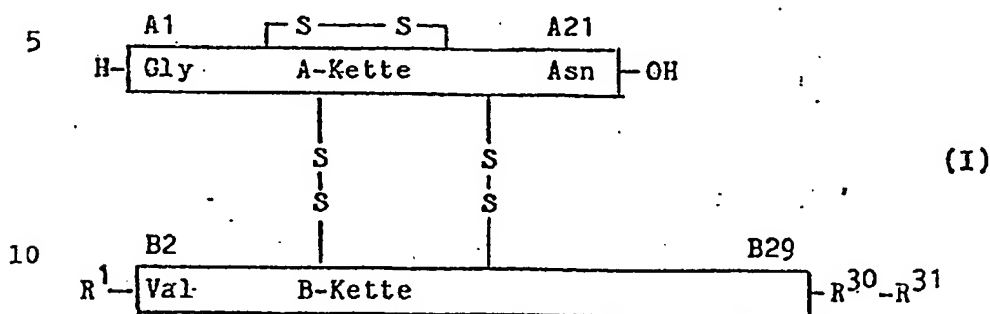 5 A1 S S A21
H- Gly A-Kette Asn -OH
S S
S S
(I)
10 B2 B29
R¹- Val B-Kette -R³⁰-R³¹